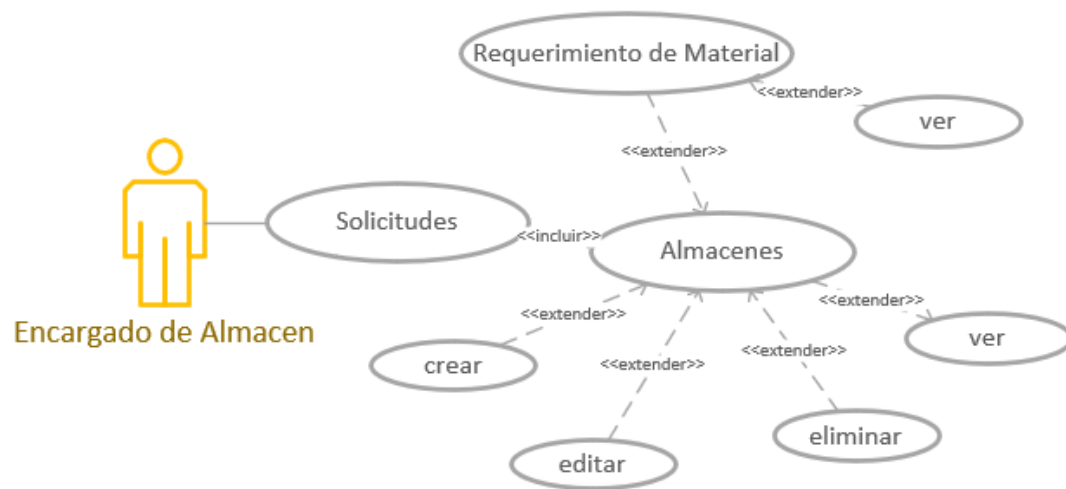 Requerimiento de Material
<<extender>>
ver
<<extender>>
Solicitudes
<<incluir>>
Almacenes
Encargado de Almacen
<<extender>>
<<extender>>
ver
crear
<<extender>>
<<extender>>
eliminar
editar